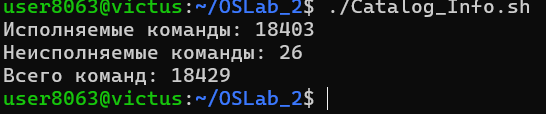 user8063@victus:~/OSLab_2$ ./Catalog_Info.sh
Исполняемые команды: 18403
Неисполняемые команды: 26
Всего команд: 18429
user8063@victus:~/OSLab_2$